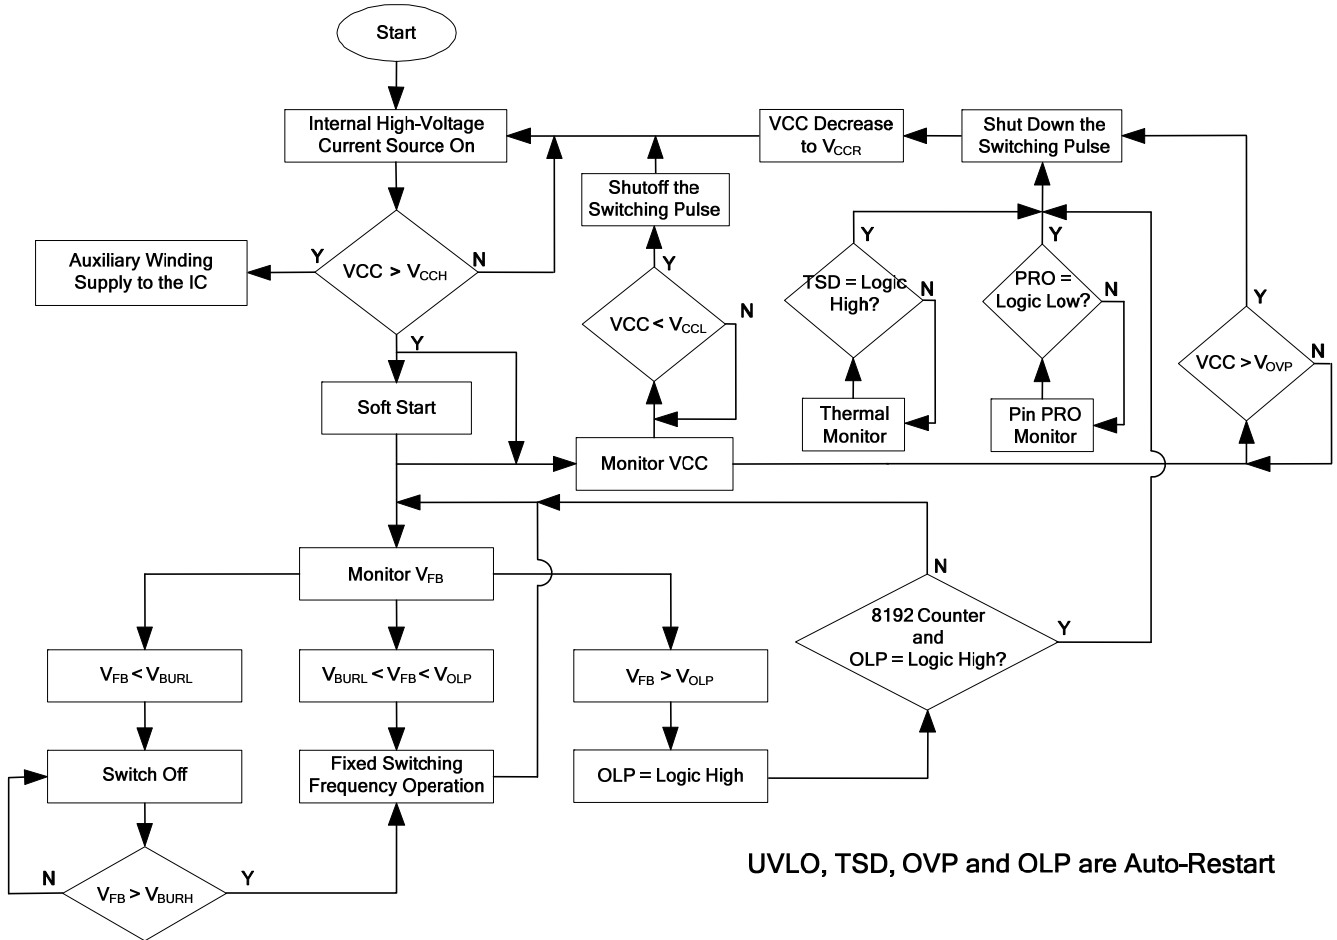 Start
Internal High-Voltage
Current Source On
VCC Decrease
to VCCR
Shut Down the
Switching Pulse
Shutoff the
Switching Pulse
Auxiliary Winding
Supply to the IC
Y
VCC > VCCH
N
Y
Y
VCC < VCCL
N
Y
TSD = Logic
High?
N
Y
PRO =
Logic Low?
N
Y
VCC > VOVP
N
Soft Start
Thermal
Monitor
Pin PRO
Monitor
Monitor VCC
Monitor VFB
N
8192 Counter
and
OLP = Logic High?
Y
VFB < VBURL
VBURL < VFB < VOLP
VFB > VOLP
Switch Off
Fixed Switching
Frequency Operation
OLP = Logic High
N
VFB > VBURH
Y
UVLO, TSD, OVP and OLP are Auto-Restart